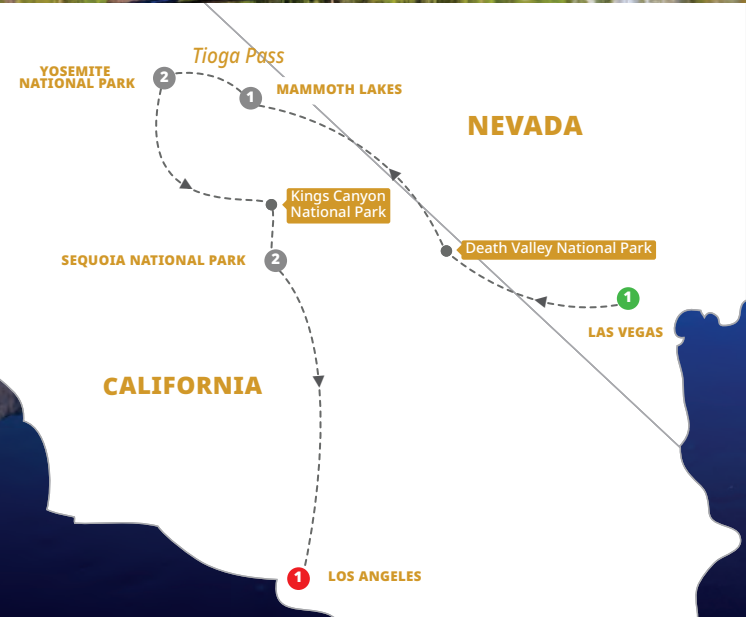 Tioga Pass
YOSEMITE
NATIONAL PARK
2
1
MAMMOTH LAKES
NEVADA
Kings Canyon
National Park
Death Valley National Park
SEQUOIA NATIONAL PARK
2
1
LAS VEGAS
CALIFORNIA
1
LOS ANGELES